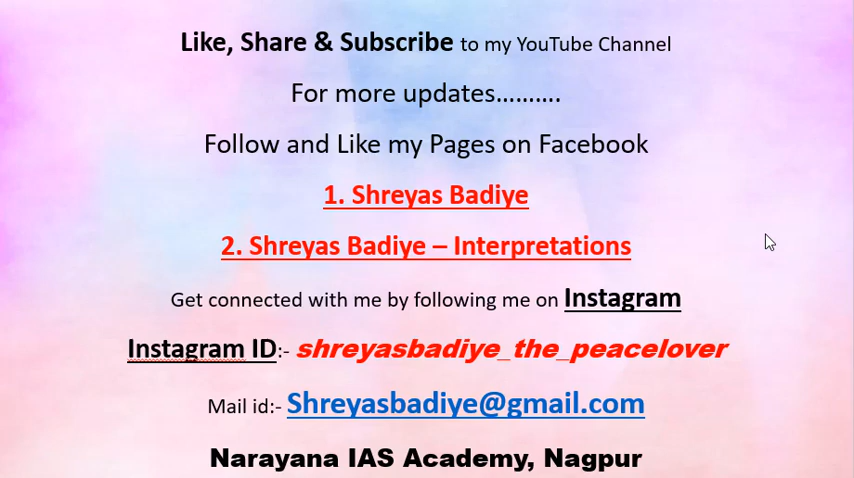 Like, Share & Subscribe to my YouTube Channel
For more updates……….
Follow and Like my Pages on Facebook
1. Shreyas Badiye
2. Shreyas Badiye – Interpretations
Get connected with me by following me on Instagram
Instagram ID:- shreyasbadiye_the_peacelover
Mail id:- Shreyasbadiye@gmail.com
Narayana IAS Academy, Nagpur